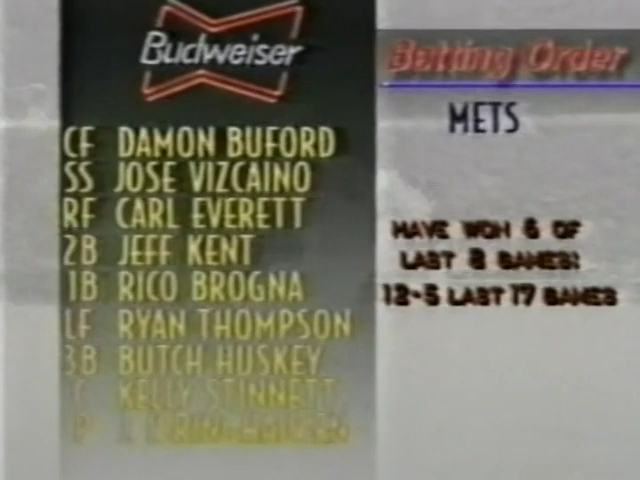 Budweiser
Batting Order
METS
CF DAMON BUFORD
SS JOSE VIZCAINO
RF CARL EVERETT
2B JEFF KENT
1B RICO BROGNA
LF RYAN THOMPSON
3B BUTCH HUSKEY
C KELLY STINNETT
P J
HAVE WON 6 OF
LAST 8 GAMES:
12-5 LAST 17 GAMES